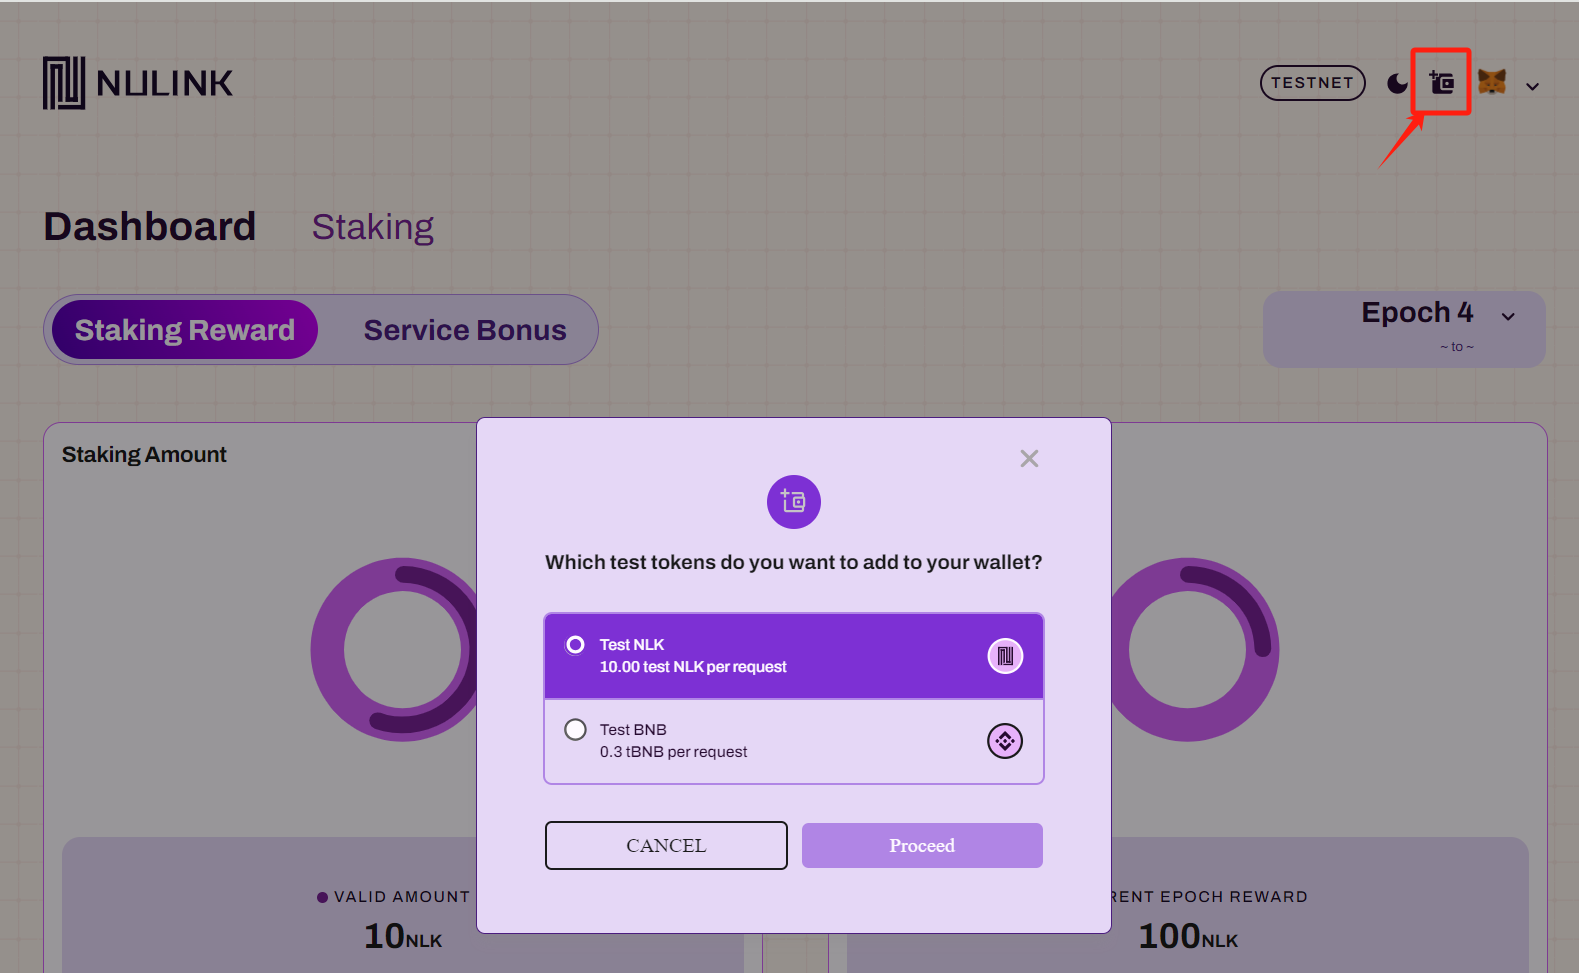 NULINK
TESTNET
Dashboard
Staking
Staking Reward
Service Bonus
Epoch 4
~ to ~
Staking Amount
Which test tokens do you want to add to your wallet?
Test NLK
10.00 test NLK per request
Test BNB
0.3 tBNB per request
CANCEL
Proceed
VALID AMOUNT
10NLK
RENT EPOCH REWARD
100NLK